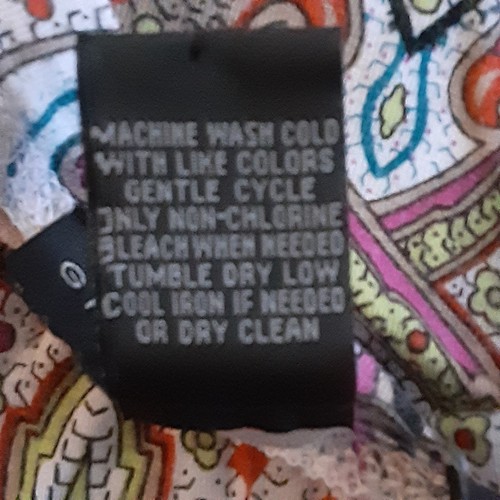 MACHINE WASH COLD
WITH LIKE COLORS
GENTLE CYCLE
ONLY NON-CHLORINE
BLEACH WHEN NEEDED
TUMBLE DRY LOW
COOL IRON IF NEEDED
OR DRY CLEAN